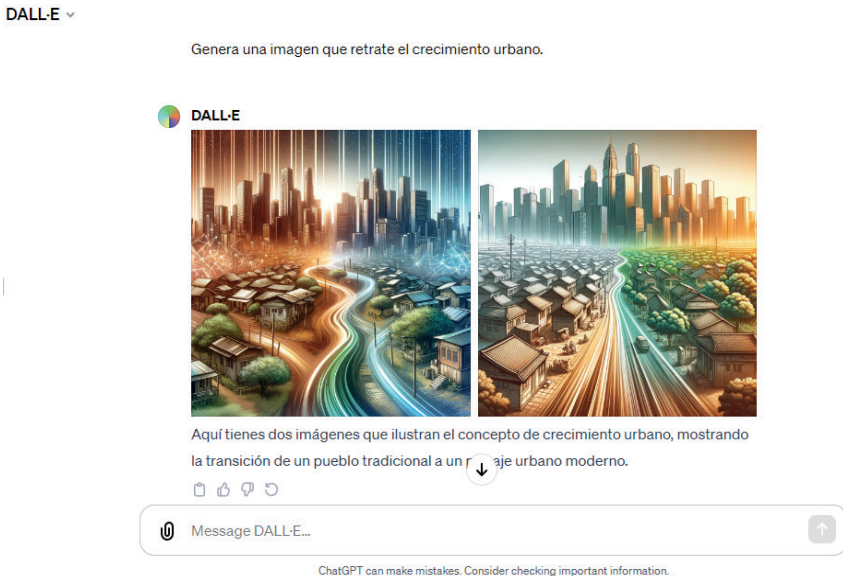 DALL·E
Genera una imagen que retrate el crecimiento urbano.
DALL·E
Aquí tienes dos imágenes que ilustran el concepto de crecimiento urbano, mostrando
la transición de un pueblo tradicional a un urbano moderno.
Message DALL·E...
ChatGPT can make mistakes. Consider checking important information.